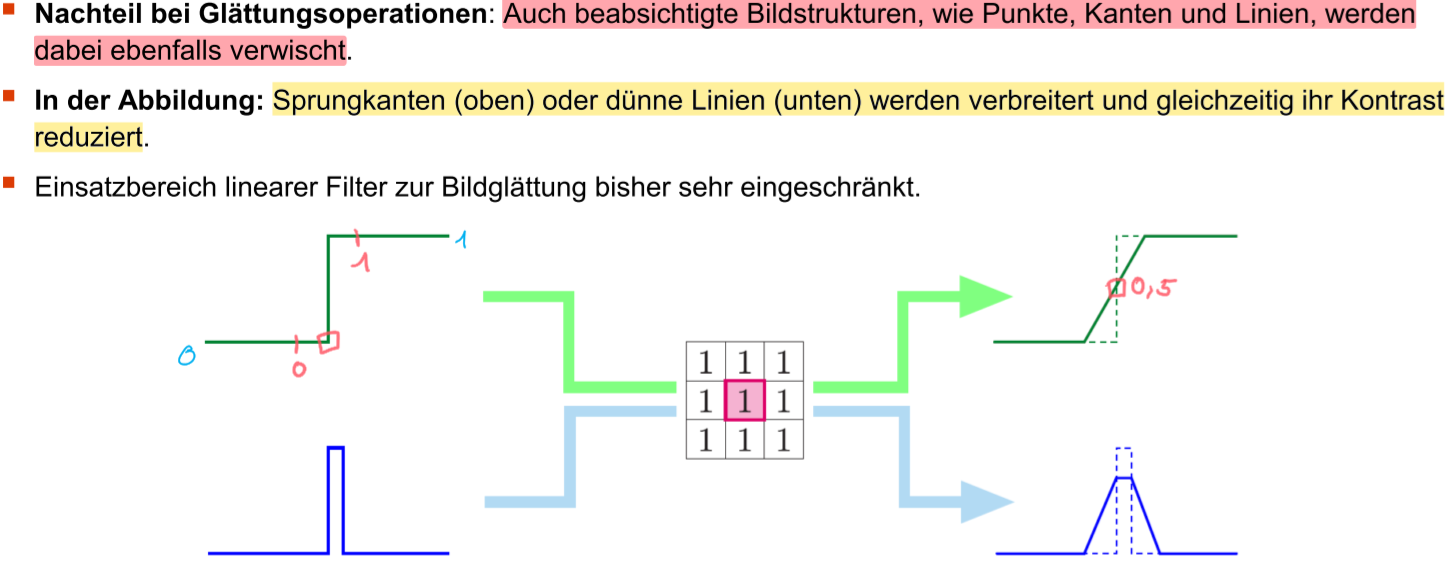 Nachteil bei Glättungsoperationen: Auch beabsichtigte Bildstrukturen, wie Punkte, Kanten und Linien, werden
dabei ebenfalls verwischt.
In der Abbildung: Sprungkanten (oben) oder dünne Linien (unten) werden verbreitert und gleichzeitig ihr Kontrast
reduziert.
Einsatzbereich linearer Filter zur Bildglättung bisher sehr eingeschränkt.
1
1
0,5
0
0
1 1 1
1 1 1
1 1 1